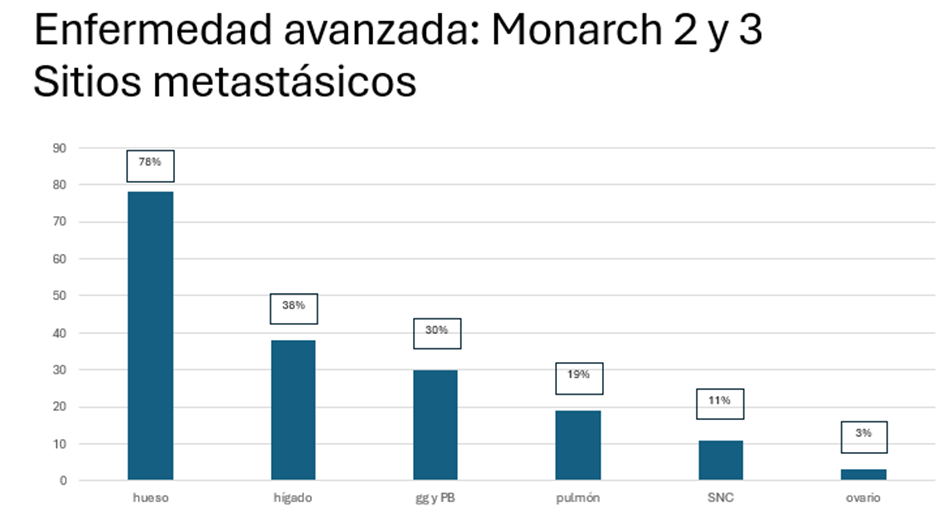 Enfermedad avanzada: Monarch 2 y 3
Sitios metastásicos
90
80
70
60
50
40
30
20
10
0
78%
38%
30%
19%
11%
3%
hueso
hígado
gg y PB
pulmón
SNC
ovario